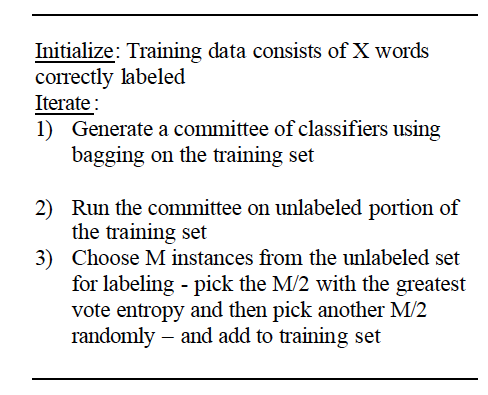 Initialize: Training data consists of X words
correctly labeled
Iterate:
1) Generate a committee of classifiers using
bagging on the training set
2) Run the committee on unlabeled portion of
the training set
3) Choose M instances from the unlabeled set
for labeling - pick the M/2 with the greatest
vote entropy and then pick another M/2
randomly – and add to training set